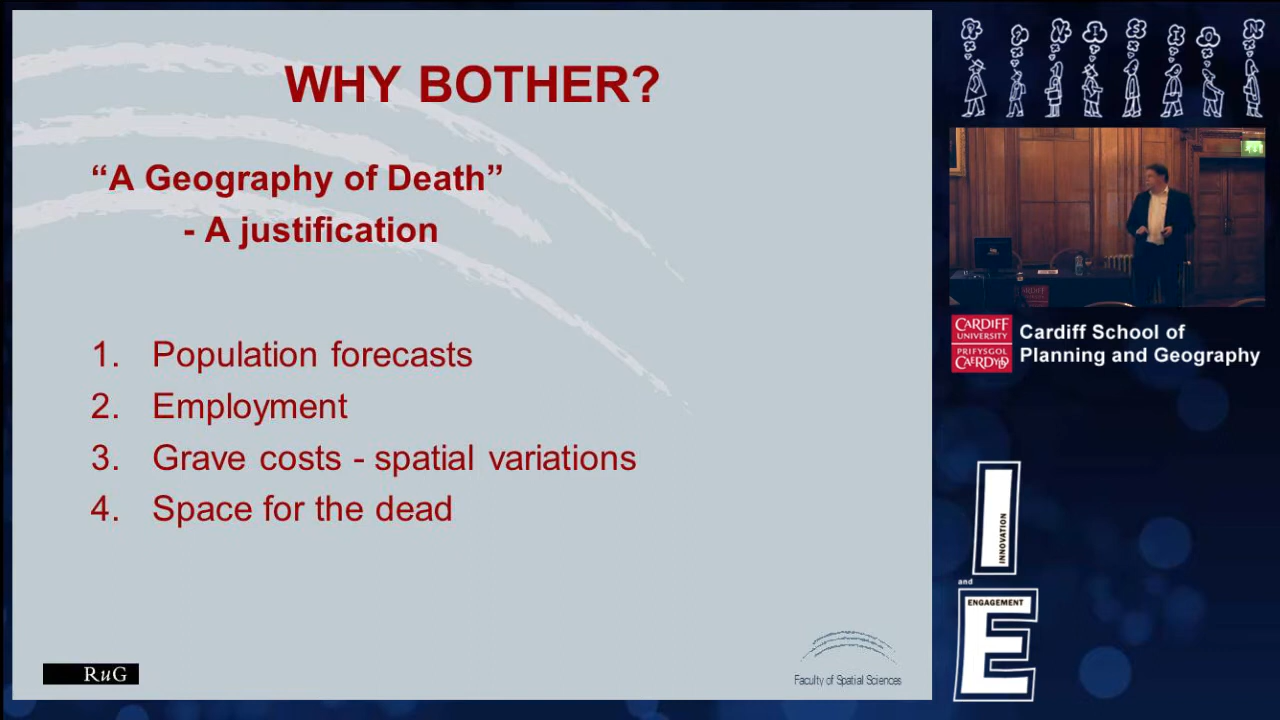 WHY BOTHER?
“A Geography of Death”
- A justification
1. Population forecasts
2. Employment
3. Grave costs - spatial variations
4. Space for the dead
RuG
Faculty of Spatial Sciences
CARDIFF
UNIVERSITY
PRIFYSGOL
CAERDYDD
Cardiff School of
Planning and Geography
I
INNOVATION
and
ENGAGEMENT
E